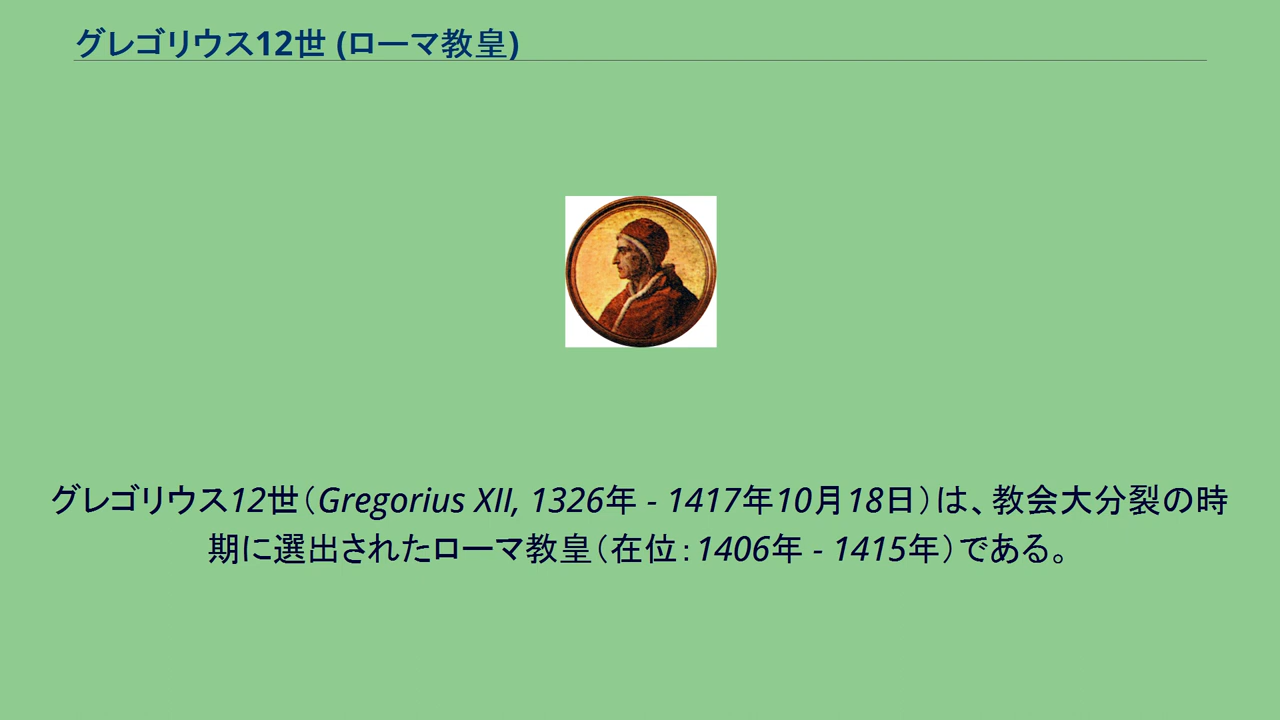 グレゴリウス12世 (ローマ教皇)
グレゴリウス12世（Gregorius XII, 1326年 - 1417年10月18日）は、教会大分裂の時
期に選出されたローマ教皇（在位：1406年 - 1415年）である。